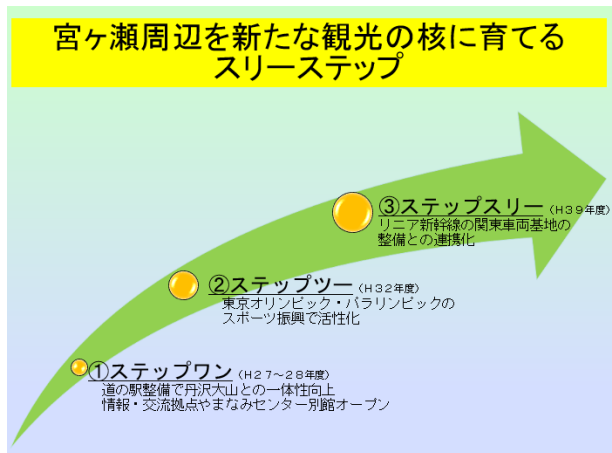 宮ヶ瀬周辺を新たな観光の核に育てる
スリーステップ
③ステップスリー(H39年度)
リニア新幹線の関東車両基地の
整備との連携化
②ステップツー(H32年度)
東京オリンピック・パラリンピックの
スポーツ振興で活性化
①ステップワン(H27~28年度)
道の駅整備で丹沢大山との一体性向上
情報・交流拠点やまなみセンター別館オープン